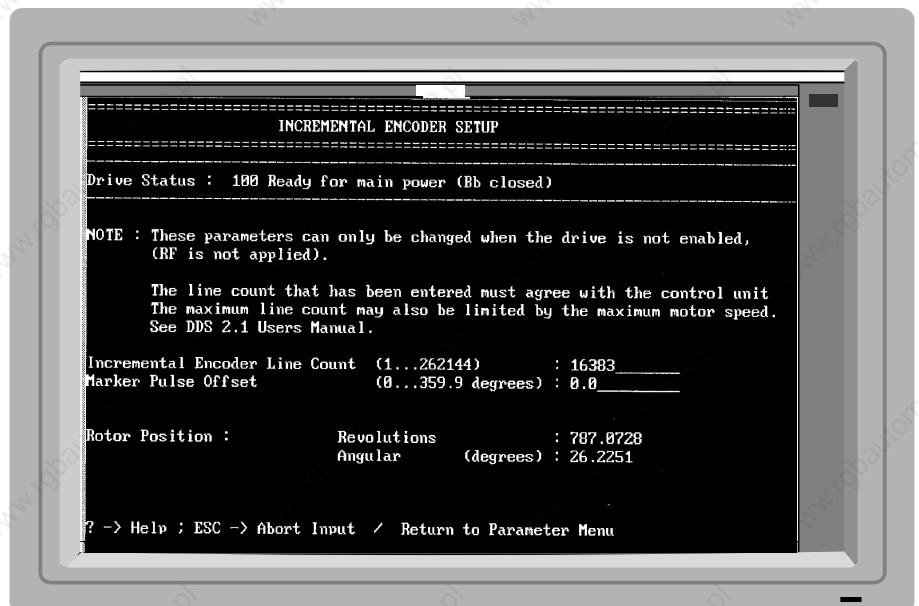 INCREMENTAL ENCODER SETUP
Drive Status : 100 Ready for main power (Bb closed)
NOTE : These parameters can only be changed when the drive is not enabled,
(RF is not applied).
The line count that has been entered must agree with the control unit
The maximum line count may also be limited by the maximum motor speed.
See DDS 2.1 Users Manual.
Incremental Encoder Line Count (1...262144) : 16383________
Marker Pulse Offset (0...359.9 degrees) : 0.0__________
Rotor Position : Revolutions : 787.0728
Angular (degrees) : 26.2251
? -> Help ; ESC -> Abort Input / Return to Parameter Menu